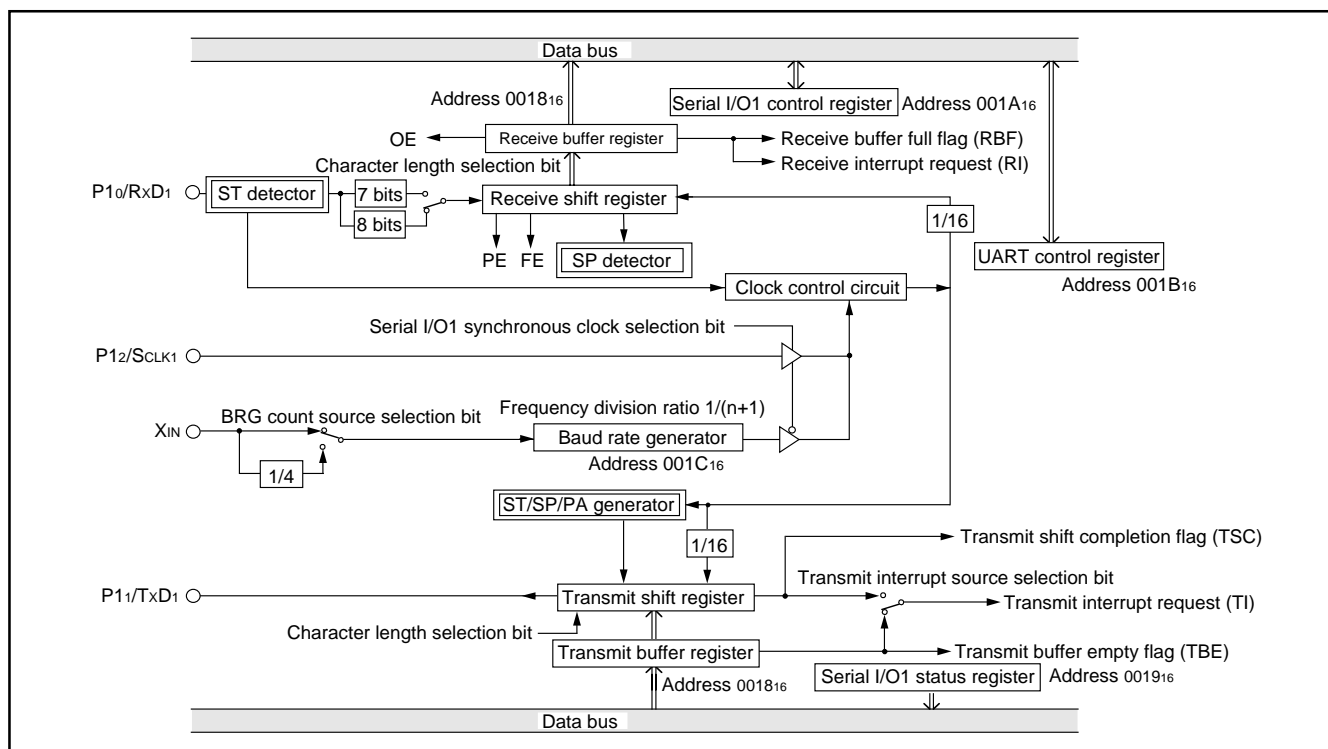 Data bus
Address 0018₁₆
Serial I/O1 control register Address 001A₁₆
OE
Receive buffer register
Receive buffer full flag (RBF)
Receive interrupt request (RI)
Character length selection bit
P1₀/RXD₁
ST detector
7 bits
8 bits
Receive shift register
1/16
PE FE
SP detector
UART control register
Address 001B₁₆
Clock control circuit
Serial I/O1 synchronous clock selection bit
P1₂/SCLK1
BRG count source selection bit
Frequency division ratio 1/(n+1)
XIN
Baud rate generator
Address 001C₁₆
1/4
ST/SP/PA generator
1/16
Transmit shift completion flag (TSC)
Transmit interrupt source selection bit
P1₁/TXD₁
Transmit shift register
Transmit interrupt request (TI)
Character length selection bit
Transmit buffer register
Transmit buffer empty flag (TBE)
Address 0018₁₆
Serial I/O1 status register Address 0019₁₆
Data bus